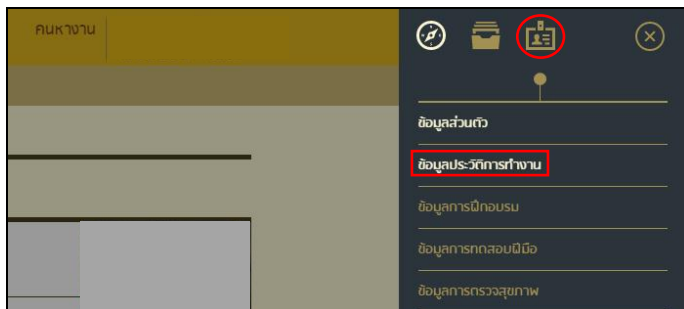 ค้นหางาน
ข้อมูลส่วนตัว
ข้อมูลประวัติการทำงาน
ข้อมูลการฝึกอบรม
ข้อมูลการทดสอบฝีมือ
ข้อมูลการตรวจสุขภาพ